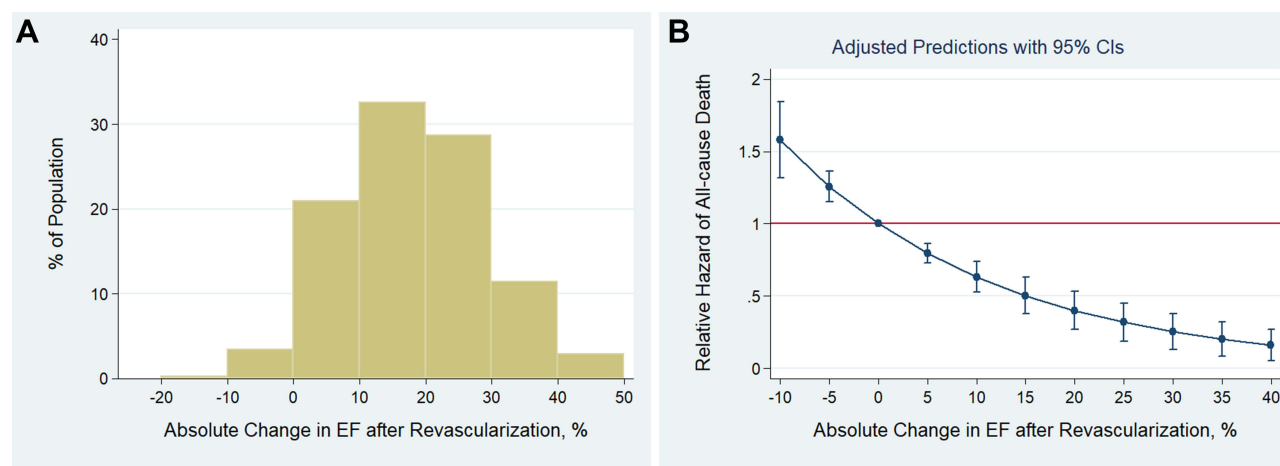 A
40
30
20
10
0
% of Population
-20 -10 0 10 20 30 40 50
Absolute Change in EF after Revascularization, %
B
Adjusted Predictions with 95% CIs
2
1.5
1
.5
0
Relative Hazard of All-cause Death
-10 -5 0 5 10 15 20 25 30 35 40
Absolute Change in EF after Revascularization, %